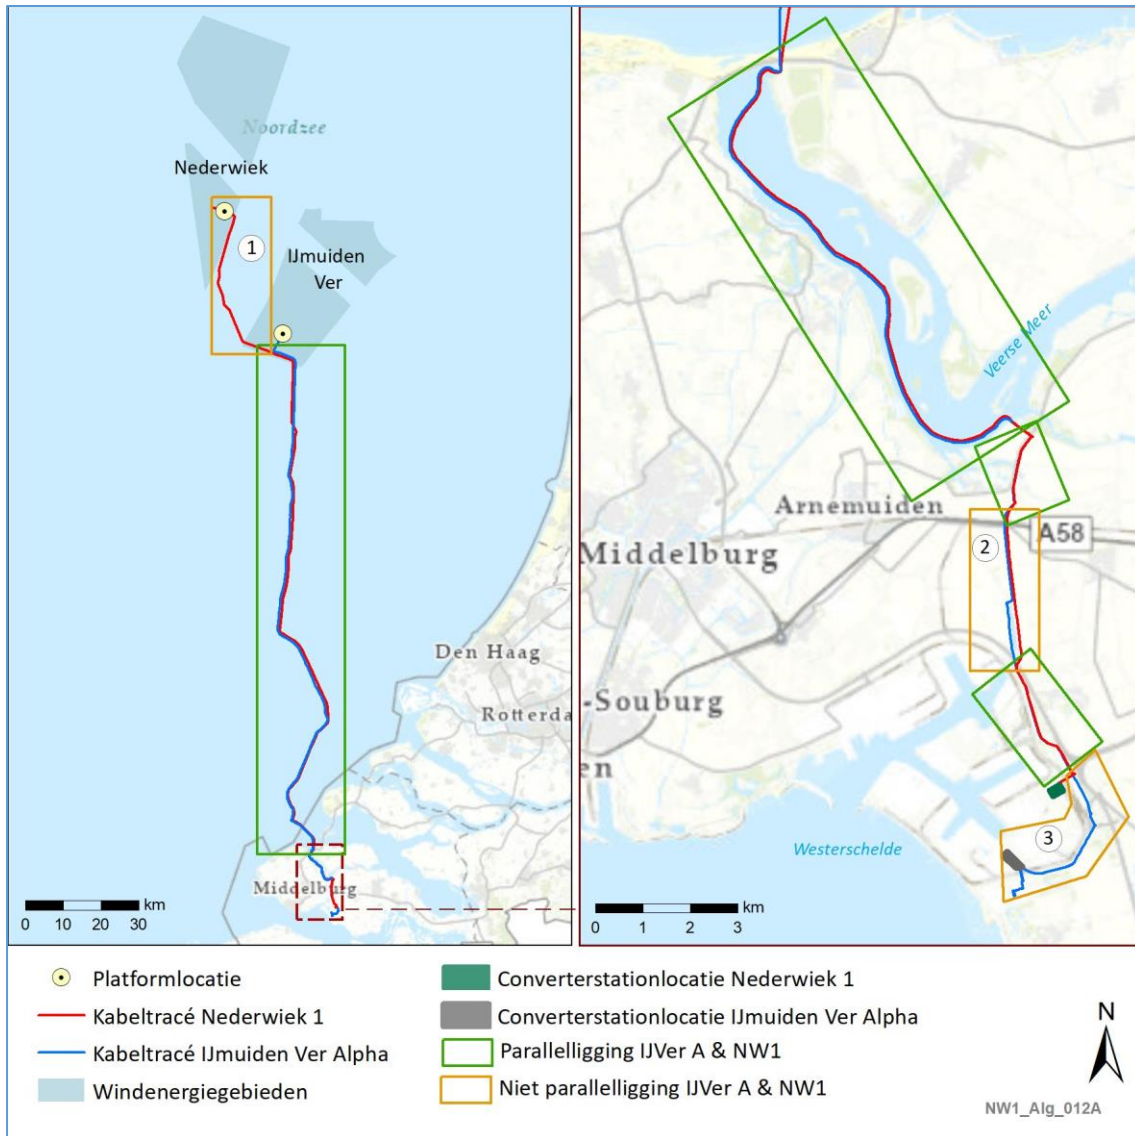 Noordzee
Nederwiek
1
IJmuiden
Ver
Den Haag
Rotterda
Middelburg
km
0 10 20 30
Veerse Meer
Arnemuiden
A58
Middelburg
2
-Souburg
en
Westerschelde
3
km
0 1 2 3
Platformlocatie
Kabeltracé Nederwiek 1
Kabeltracé IJmuiden Ver Alpha
Windenergiegebieden
Converterstationlocatie Nederwiek 1
Converterstationlocatie IJmuiden Ver Alpha
Parallelligging IJVer A & NW1
Niet parallelligging IJVer A & NW1
N
NW1_Alg_012A